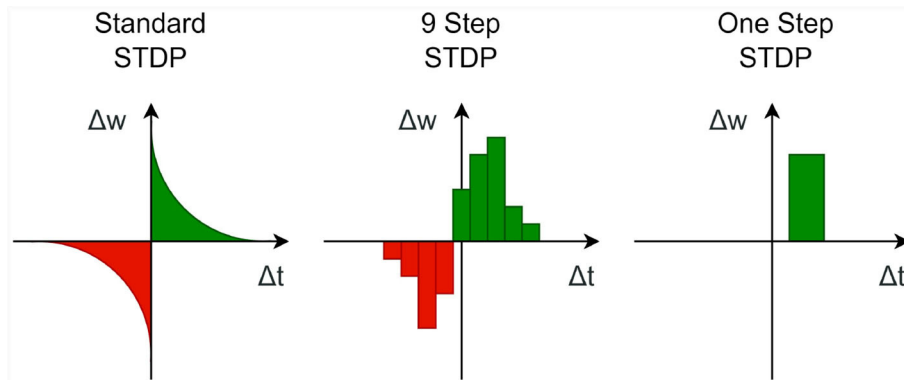 Standard
STDP
9 Step
STDP
One Step
STDP
Δw
Δw
Δw
Δt
Δt
Δt